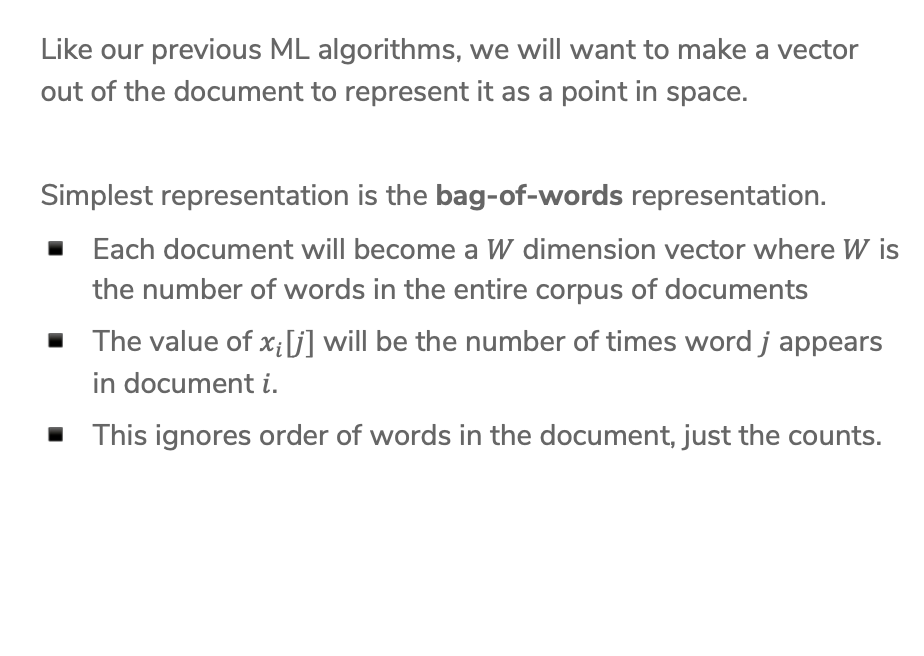 Like our previous ML algorithms, we will want to make a vector
out of the document to represent it as a point in space.
Simplest representation is the bag-of-words representation.
▪ Each document will become a W dimension vector where W is
the number of words in the entire corpus of documents
▪ The value of xᵢ[j] will be the number of times word j appears
in document i.
▪ This ignores order of words in the document, just the counts.